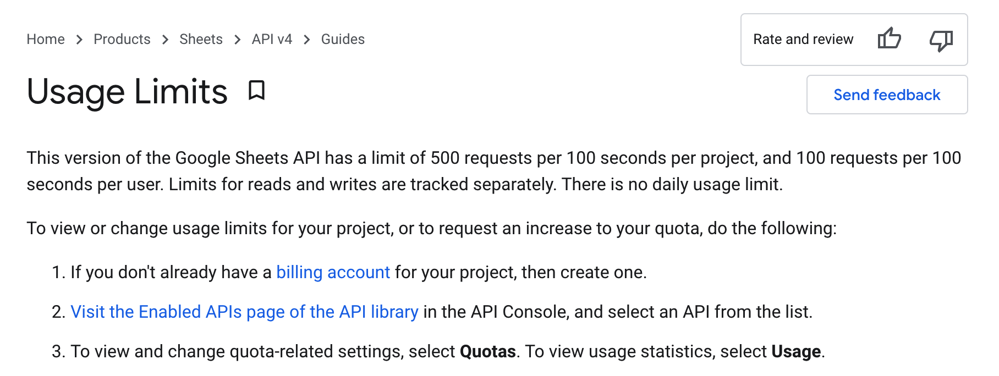 Home > Products > Sheets > API v4 > Guides
Rate and review
Usage Limits
Send feedback
This version of the Google Sheets API has a limit of 500 requests per 100 seconds per project, and 100 requests per 100
seconds per user. Limits for reads and writes are tracked separately. There is no daily usage limit.
To view or change usage limits for your project, or to request an increase to your quota, do the following:
1. If you don't already have a billing account for your project, then create one.
2. Visit the Enabled APIs page of the API library in the API Console, and select an API from the list.
3. To view and change quota-related settings, select Quotas. To view usage statistics, select Usage.